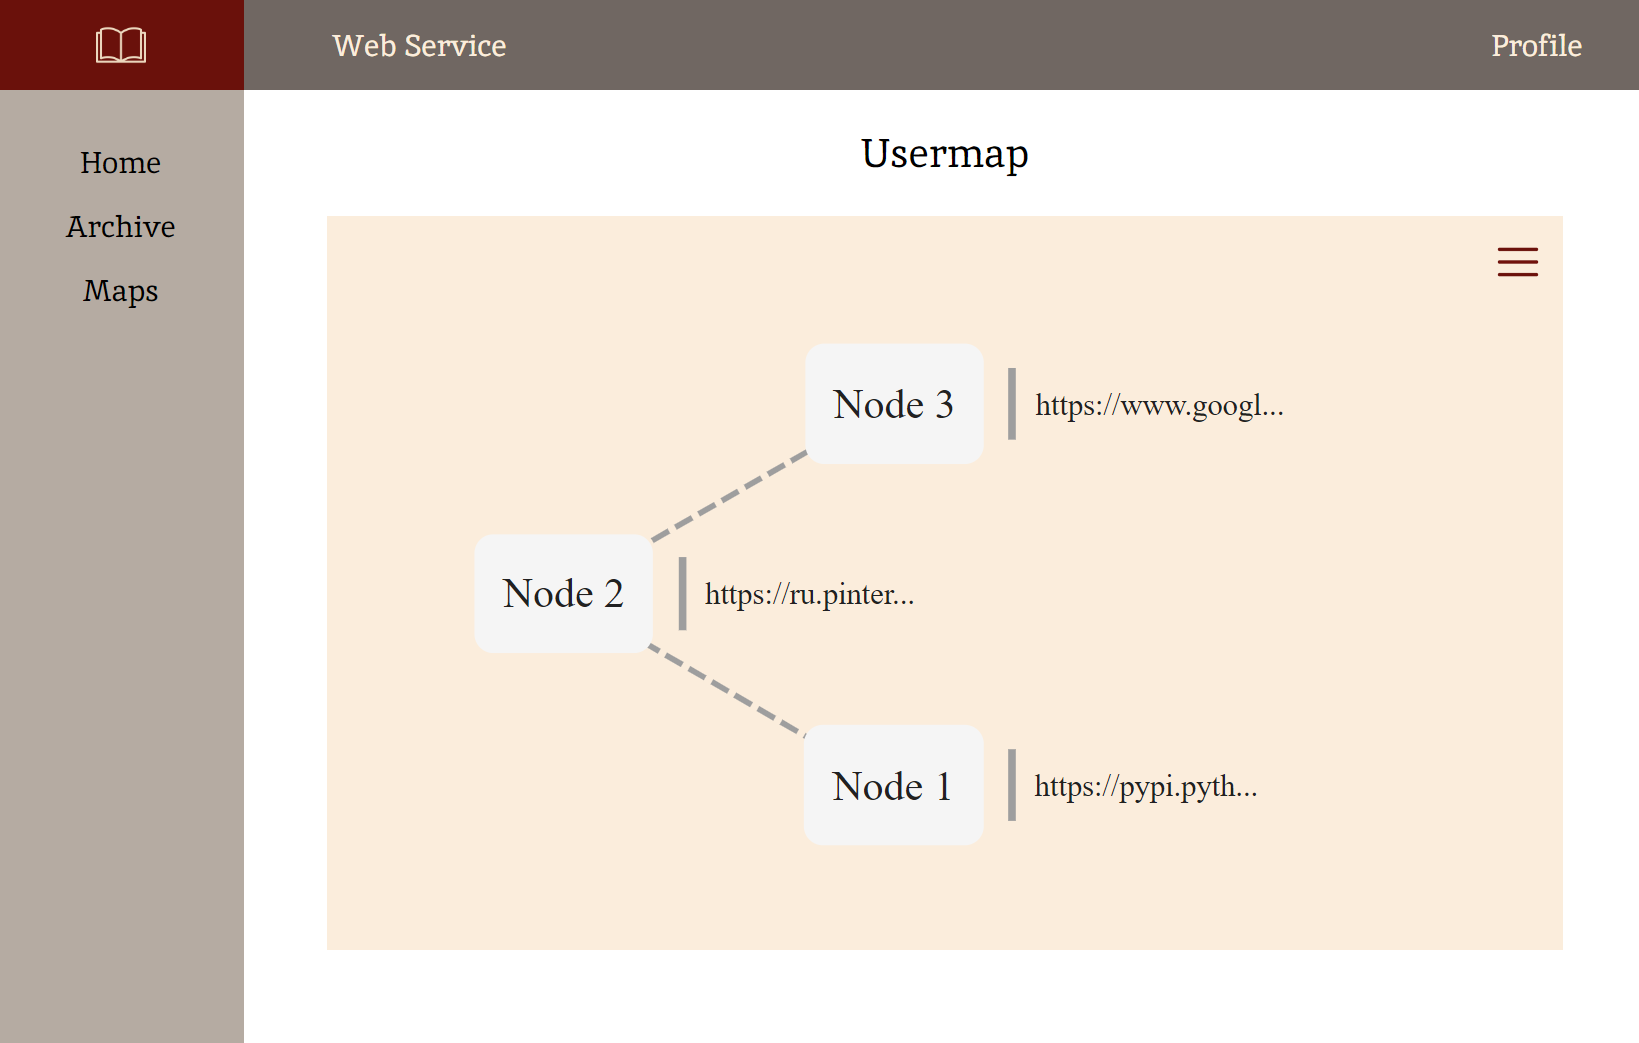 Web Service
Profile
Home
Archive
Maps
Usermap
Node 3
https://www.googl...
Node 2
https://ru.pinter...
Node 1
https://pypi.pyth...